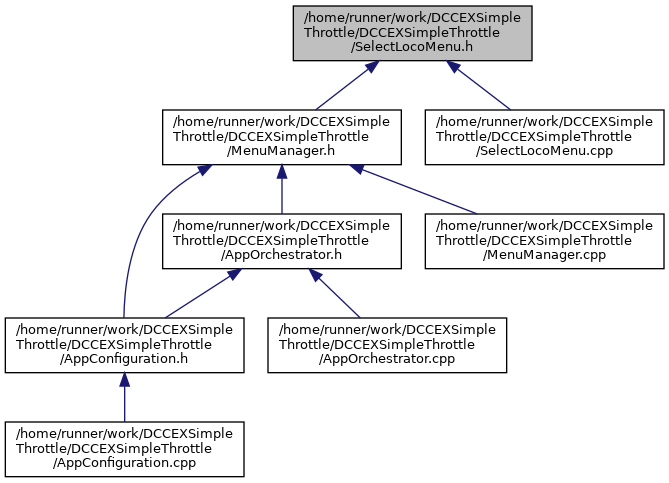 /home/runner/work/DCCEXSimple
Throttle/DCCEXSimpleThrottle
/SelectLocoMenu.h
/home/runner/work/DCCEXSimple
Throttle/DCCEXSimpleThrottle
/MenuManager.h
/home/runner/work/DCCEXSimple
Throttle/DCCEXSimpleThrottle
/SelectLocoMenu.cpp
/home/runner/work/DCCEXSimple
Throttle/DCCEXSimpleThrottle
/AppOrchestrator.h
/home/runner/work/DCCEXSimple
Throttle/DCCEXSimpleThrottle
/MenuManager.cpp
/home/runner/work/DCCEXSimple
Throttle/DCCEXSimpleThrottle
/AppConfiguration.h
/home/runner/work/DCCEXSimple
Throttle/DCCEXSimpleThrottle
/AppOrchestrator.cpp
/home/runner/work/DCCEXSimple
Throttle/DCCEXSimpleThrottle
/AppConfiguration.cpp